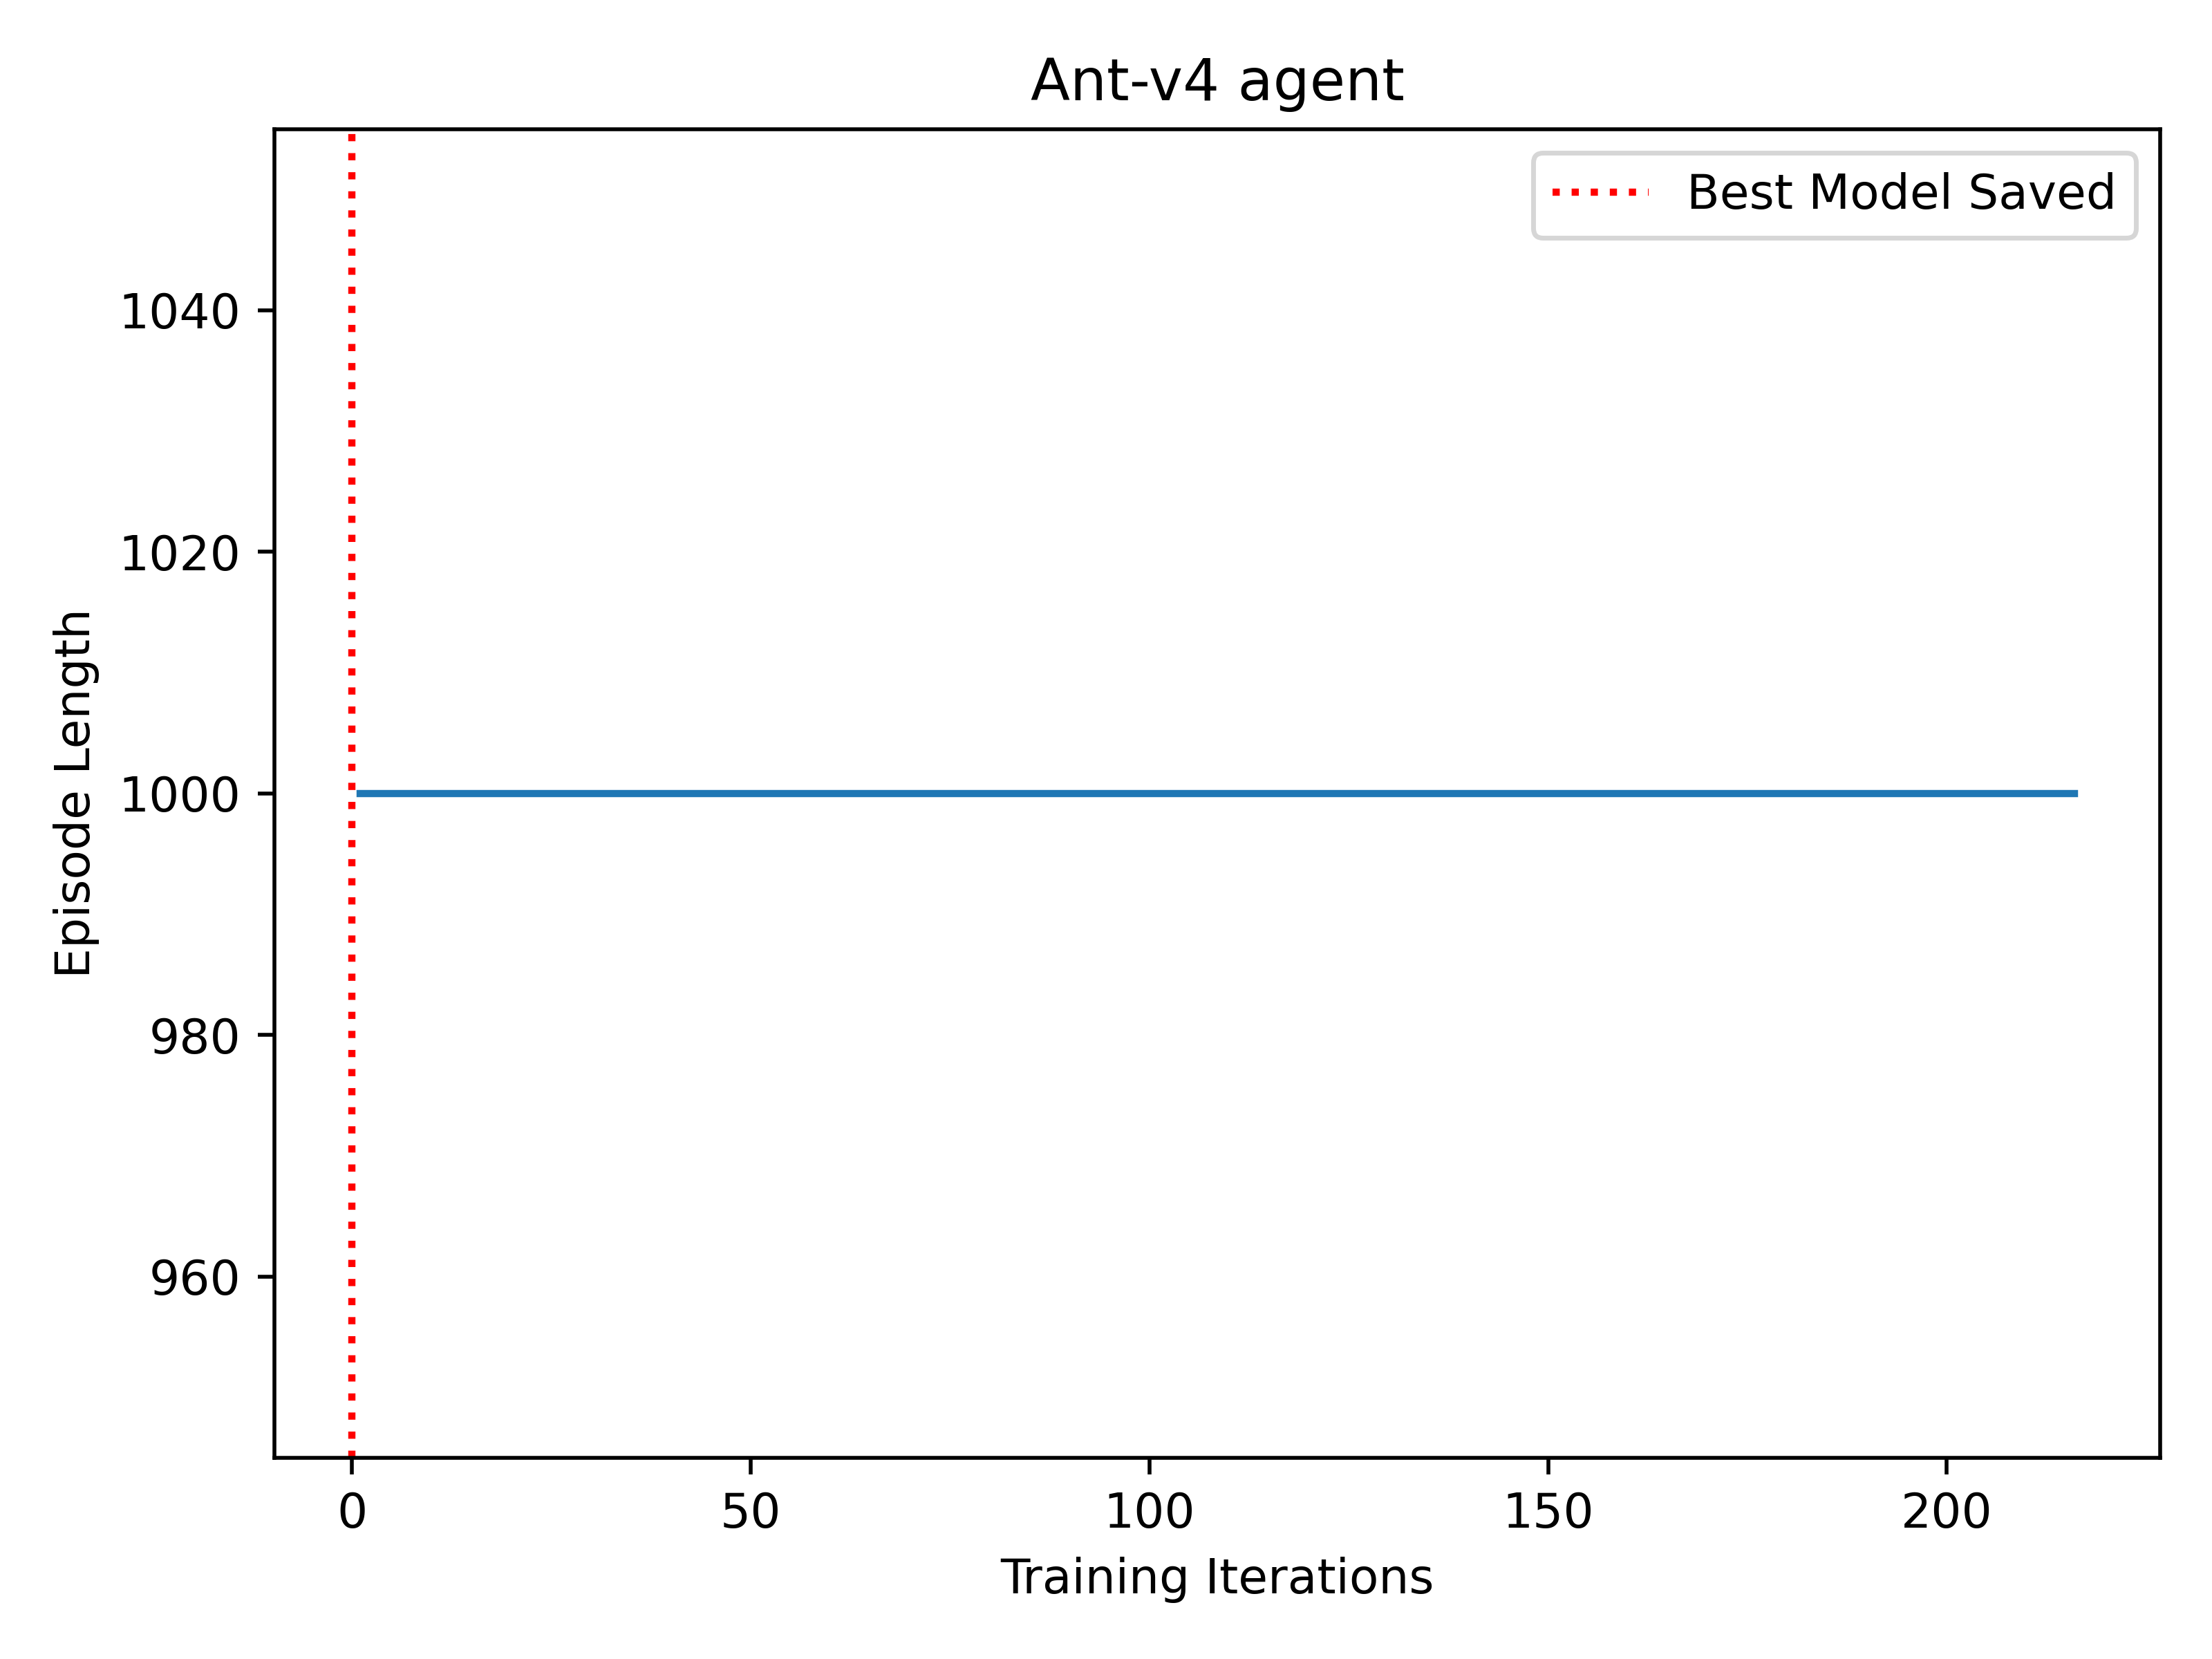 Ant-v4 agent
Best Model Saved
1040
1020
1000
980
960
Episode Length
0 50 100 150 200
Training Iterations